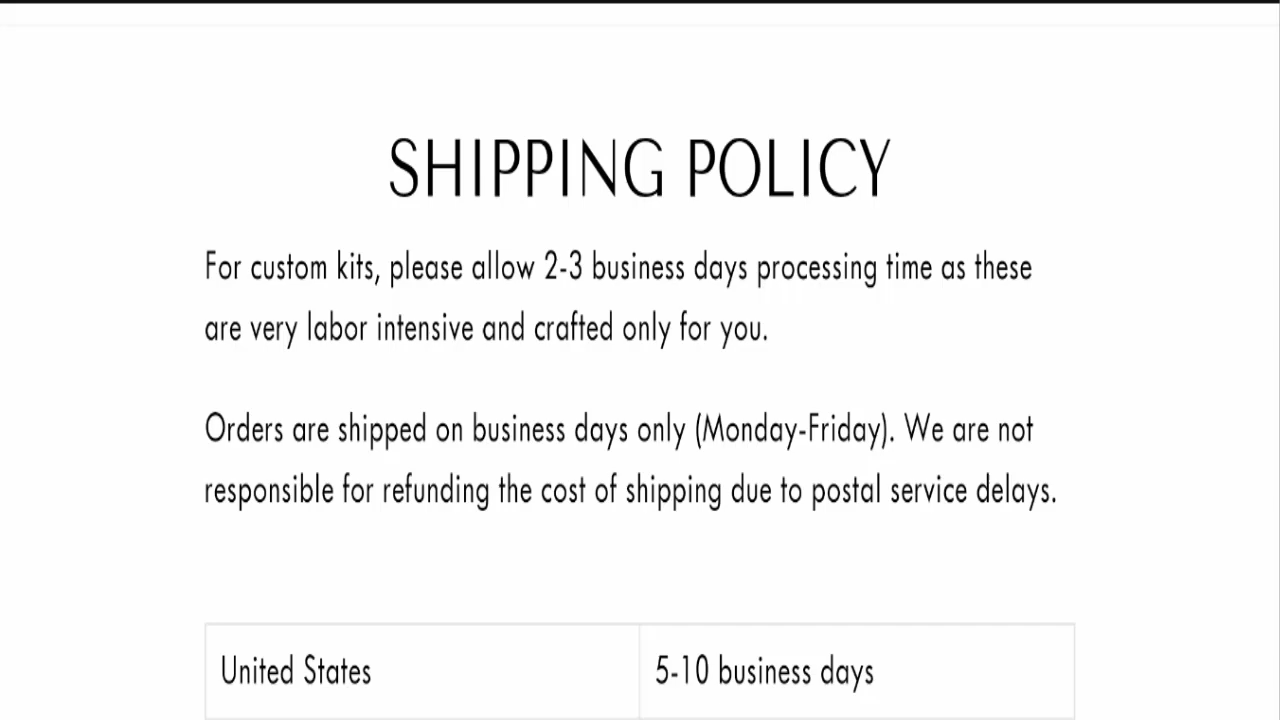 SHIPPING POLICY
For custom kits, please allow 2-3 business days processing time as these
are very labor intensive and crafted only for you.
Orders are shipped on business days only (Monday-Friday). We are not
responsible for refunding the cost of shipping due to postal service delays.
United States 5-10 business days